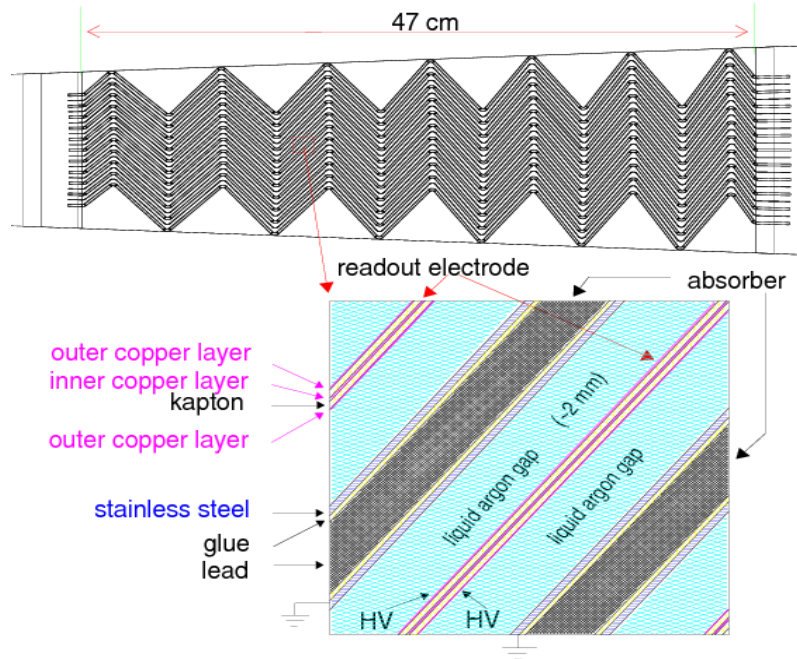 47 cm
readout electrode
absorber
outer copper layer
inner copper layer
kapton
outer copper layer
(~2 mm)
liquid argon gap
liquid argon gap
stainless steel
glue
lead
HV
HV